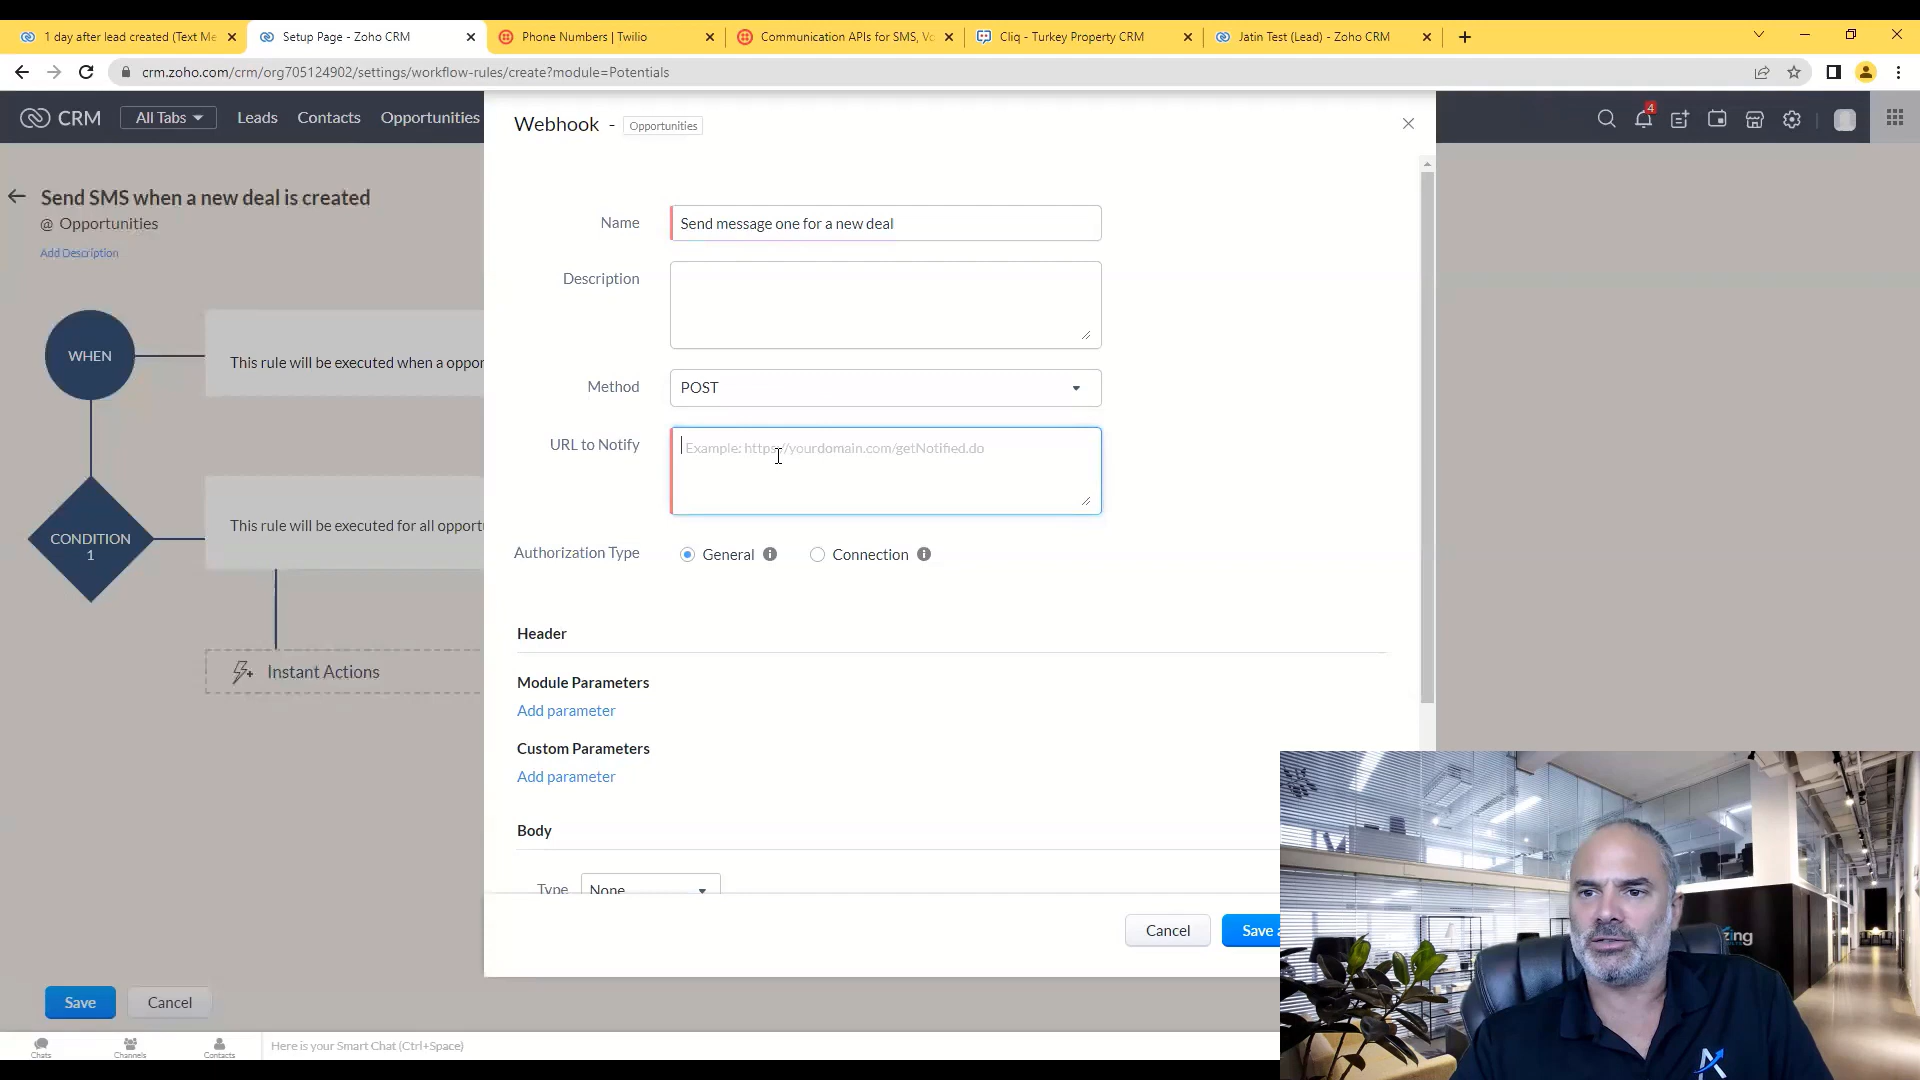 1 day after lead created (Text Me
Setup Page - Zoho CRM
Phone Numbers | Twilio
Communication APIs for SMS, Vo
Cliq - Turkey Property CRM
Jatin Test (Lead) - Zoho CRM
crm.zoho.com/crm/org705124902/settings/workflow-rules/create?module=Potentials
CRM
All Tabs
Leads
Contacts
Opportunities
4
Webhook - Opportunities
Send SMS when a new deal is created
@ Opportunities
Add Description
WHEN
This rule will be executed when a oppor
CONDITION
1
This rule will be executed for all opport
Instant Actions
Name
Send message one for a new deal
Description
Method
POST
URL to Notify
Example: https://yourdomain.com/getNotified.do
Authorization Type
General
Connection
Header
Module Parameters
Add parameter
Custom Parameters
Add parameter
Body
Type
None
Cancel
Save a
Save
Cancel
Chats
Channels
Contacts
Here is your Smart Chat (Ctrl+Space)
zing